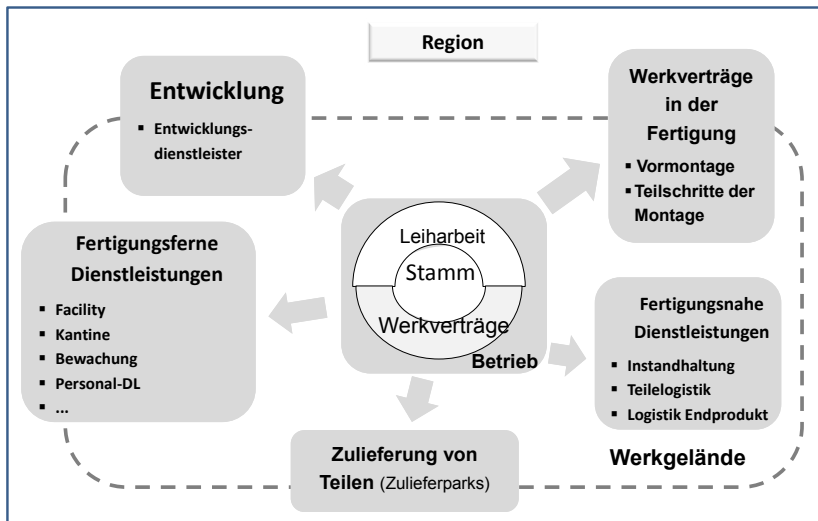 Region
Entwicklung
▪ Entwicklungs-
dienstleister
Werkverträge
in der
Fertigung
▪ Vormontage
▪ Teilschritte der
Montage
Fertigungsferne
Dienstleistungen
▪ Facility
▪ Kantine
▪ Bewachung
▪ Personal-DL
▪ ...
Leiharbeit
Stamm
Werkverträge
Betrieb
Fertigungsnahe
Dienstleistungen
▪ Instandhaltung
▪ Teilelogistik
▪ Logistik Endprodukt
Zulieferung von
Teilen (Zulieferparks)
Werkgelände